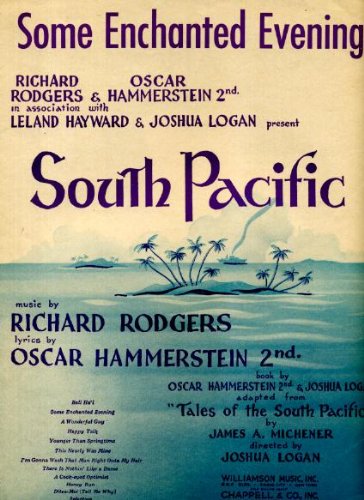 Some Enchanted Evening
RICHARD OSCAR
RODGERS & HAMMERSTEIN 2nd.
in association with
LELAND HAYWARD & JOSHUA LOGAN present
South Pacific
music by
RICHARD RODGERS
lyrics by
OSCAR HAMMERSTEIN 2nd.
book by
OSCAR HAMMERSTEIN 2nd & JOSHUA LOG
adapted from
"Tales of the South Pacific
by
JAMES A. MICHENER
directed by
JOSHUA LOGAN
Bali Ha'i
Some Enchanted Evening
A Wonderful Guy
Happy Talk
Younger Than Springtime
This Nearly Was Mine
I'm Gonna Wash That Man Right Outa My Hair
There Is Nothin' Like a Dame
A Cock-eyed Optimist
Honey Bun
Dites-Moi (Tell Me Why)
WILLIAMSON MUSIC, INC.
CHAPPELL & CO. INC